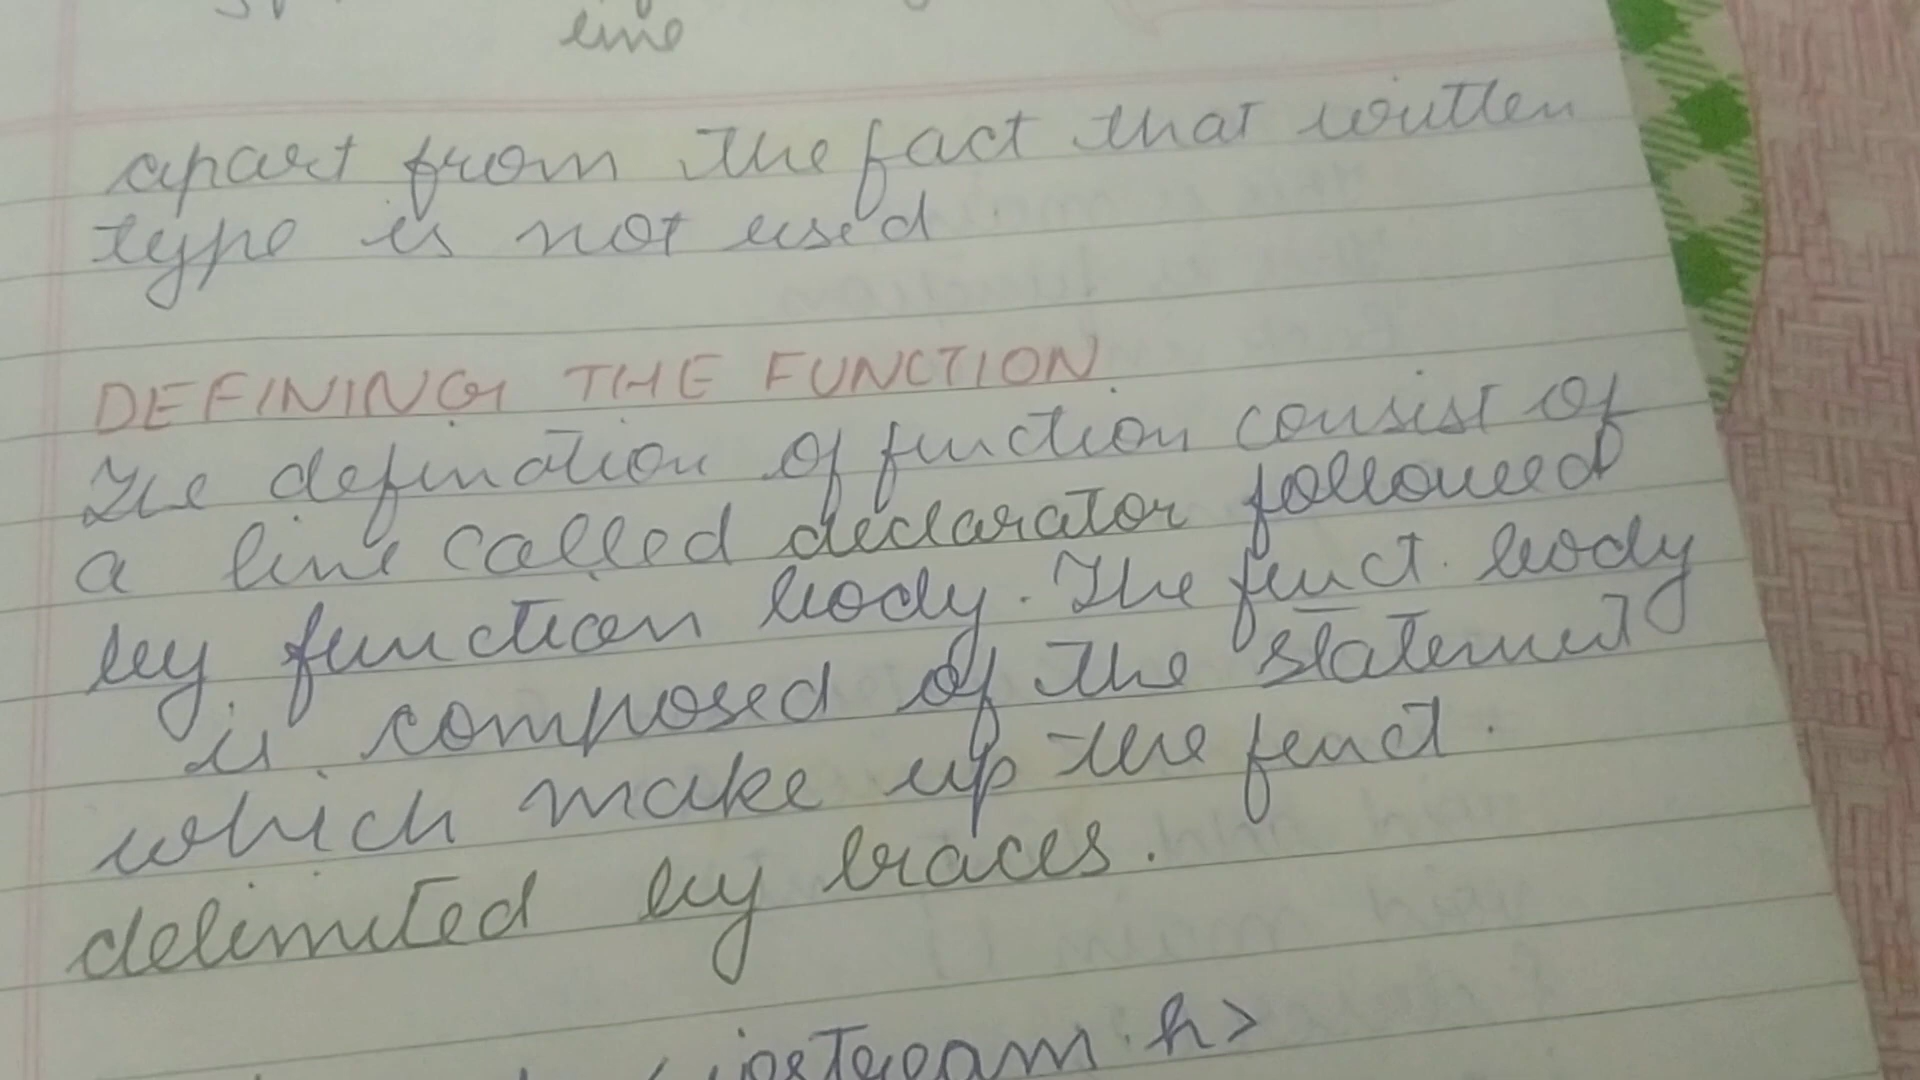 line
apart from the fact that written
type is not used
DEFINING THE FUNCTION
The defination of function consist of
a line called declarator followed
by function body. The funct. body
is composed of the statement
which make up the funct.
delimited by braces.
iostream.h>